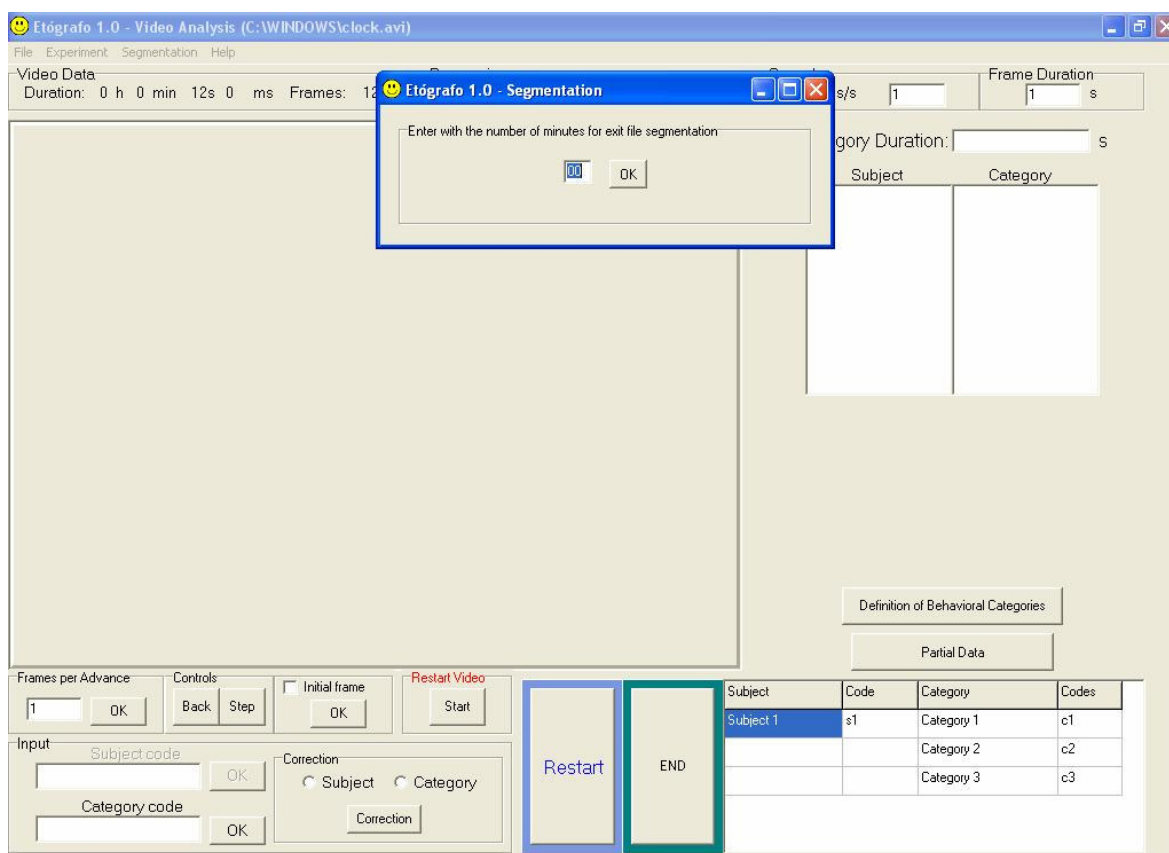 Etógrafo 1.0 - Video Analysis (C:\WINDOWS\clock.avi)
File Experiment Segmentation Help
Video Data
Duration: 0 h 0 min 12s 0 ms Frames: 12
Frame Duration
s/s 1
1 s
Etógrafo 1.0 - Segmentation
Enter with the number of minutes for exit file segmentation
00 OK
gory Duration: s
Subject Category
Definition of Behavioral Categories
Partial Data
Frames per Advance
1 OK
Controls
Back Step
Initial frame
OK
Restart Video
Start
Input
Subject code
OK
Category code
OK
Correction
Subject Category
Correction
Restart
END
Subject Code Category Codes
Subject 1 s1 Category 1 c1
Category 2 c2
Category 3 c3